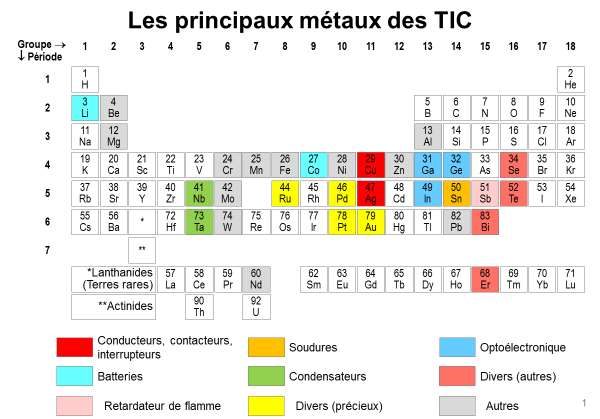 Les principaux métaux des TIC
Groupe → 1 2 3 4 5 6 7 8 9 10 11 12 13 14 15 16 17 18
↓ Période
1 1 2
H He
2 3 4 5 6 7 8 9 10
Li Be B C N O F Ne
3 11 12 13 14 15 16 17 18
Na Mg Al Si P S Cl Ar
4 19 20 21 22 23 24 25 26 27 28 29 30 31 32 33 34 35 36
K Ca Sc Ti V Cr Mn Fe Co Ni Cu Zn Ga Ge As Se Br Kr
5 37 38 39 40 41 42 44 45 46 47 48 49 50 51 52 53 54
Rb Sr Y Zr Nb Mo Ru Rh Pd Ag Cd In Sn Sb Te I Xe
6 55 56 * 72 73 74 75 76 77 78 79 80 81 82 83
Cs Ba Hf Ta W Re Os Ir Pt Au Hg Tl Pb Bi
7 **
*Lanthanides 57 58 59 60 62 63 64 65 66 67 68 69 70 71
(Terres rares) La Ce Pr Nd Sm Eu Gd Tb Dy Ho Er Tm Yb Lu
**Actinides 90 92
Th U
Conducteurs, contacteurs,
interrupteurs
Soudures
Optoélectronique
Batteries
Condensateurs
Divers (autres)
Retardateur de flamme
Divers (précieux)
Autres
1